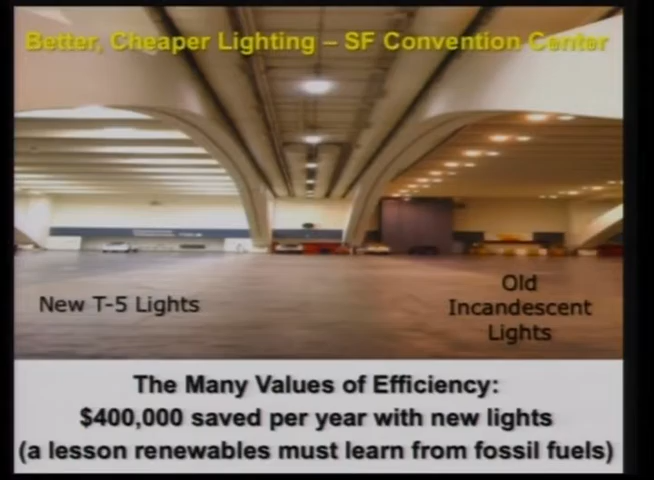 Better, Cheaper Lighting – SF Convention Center
New T-5 Lights
Old
Incandescent
Lights
The Many Values of Efficiency:
$400,000 saved per year with new lights
(a lesson renewables must learn from fossil fuels)